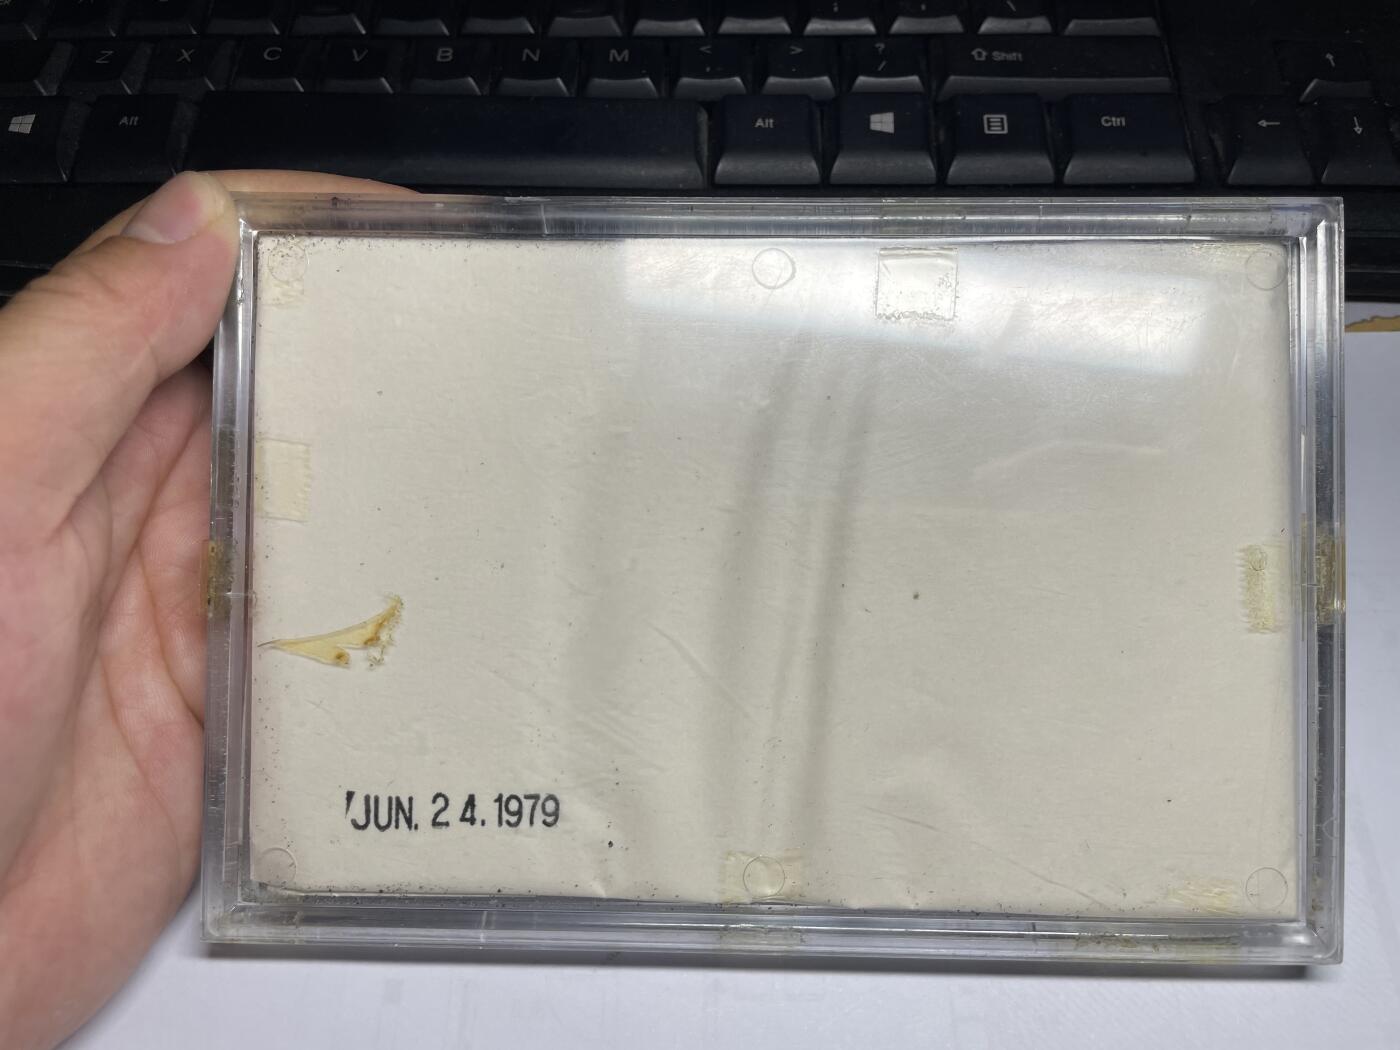 Z X C V B N M < > ? / Shift
Alt Alt Ctrl
JUN. 24. 1979